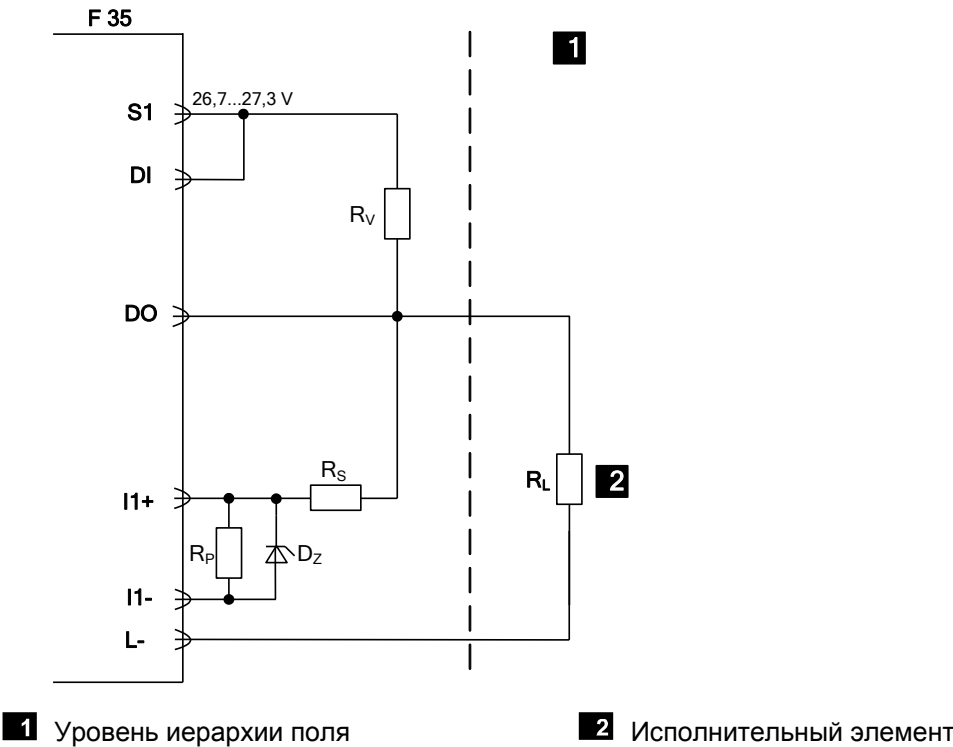 F 35
1
S1
26,7...27,3 V
DI
RV
DO
RS
I1+
RL
2
RP
DZ
I1-
L-
1 Уровень иерархии поля
2 Исполнительный элемент